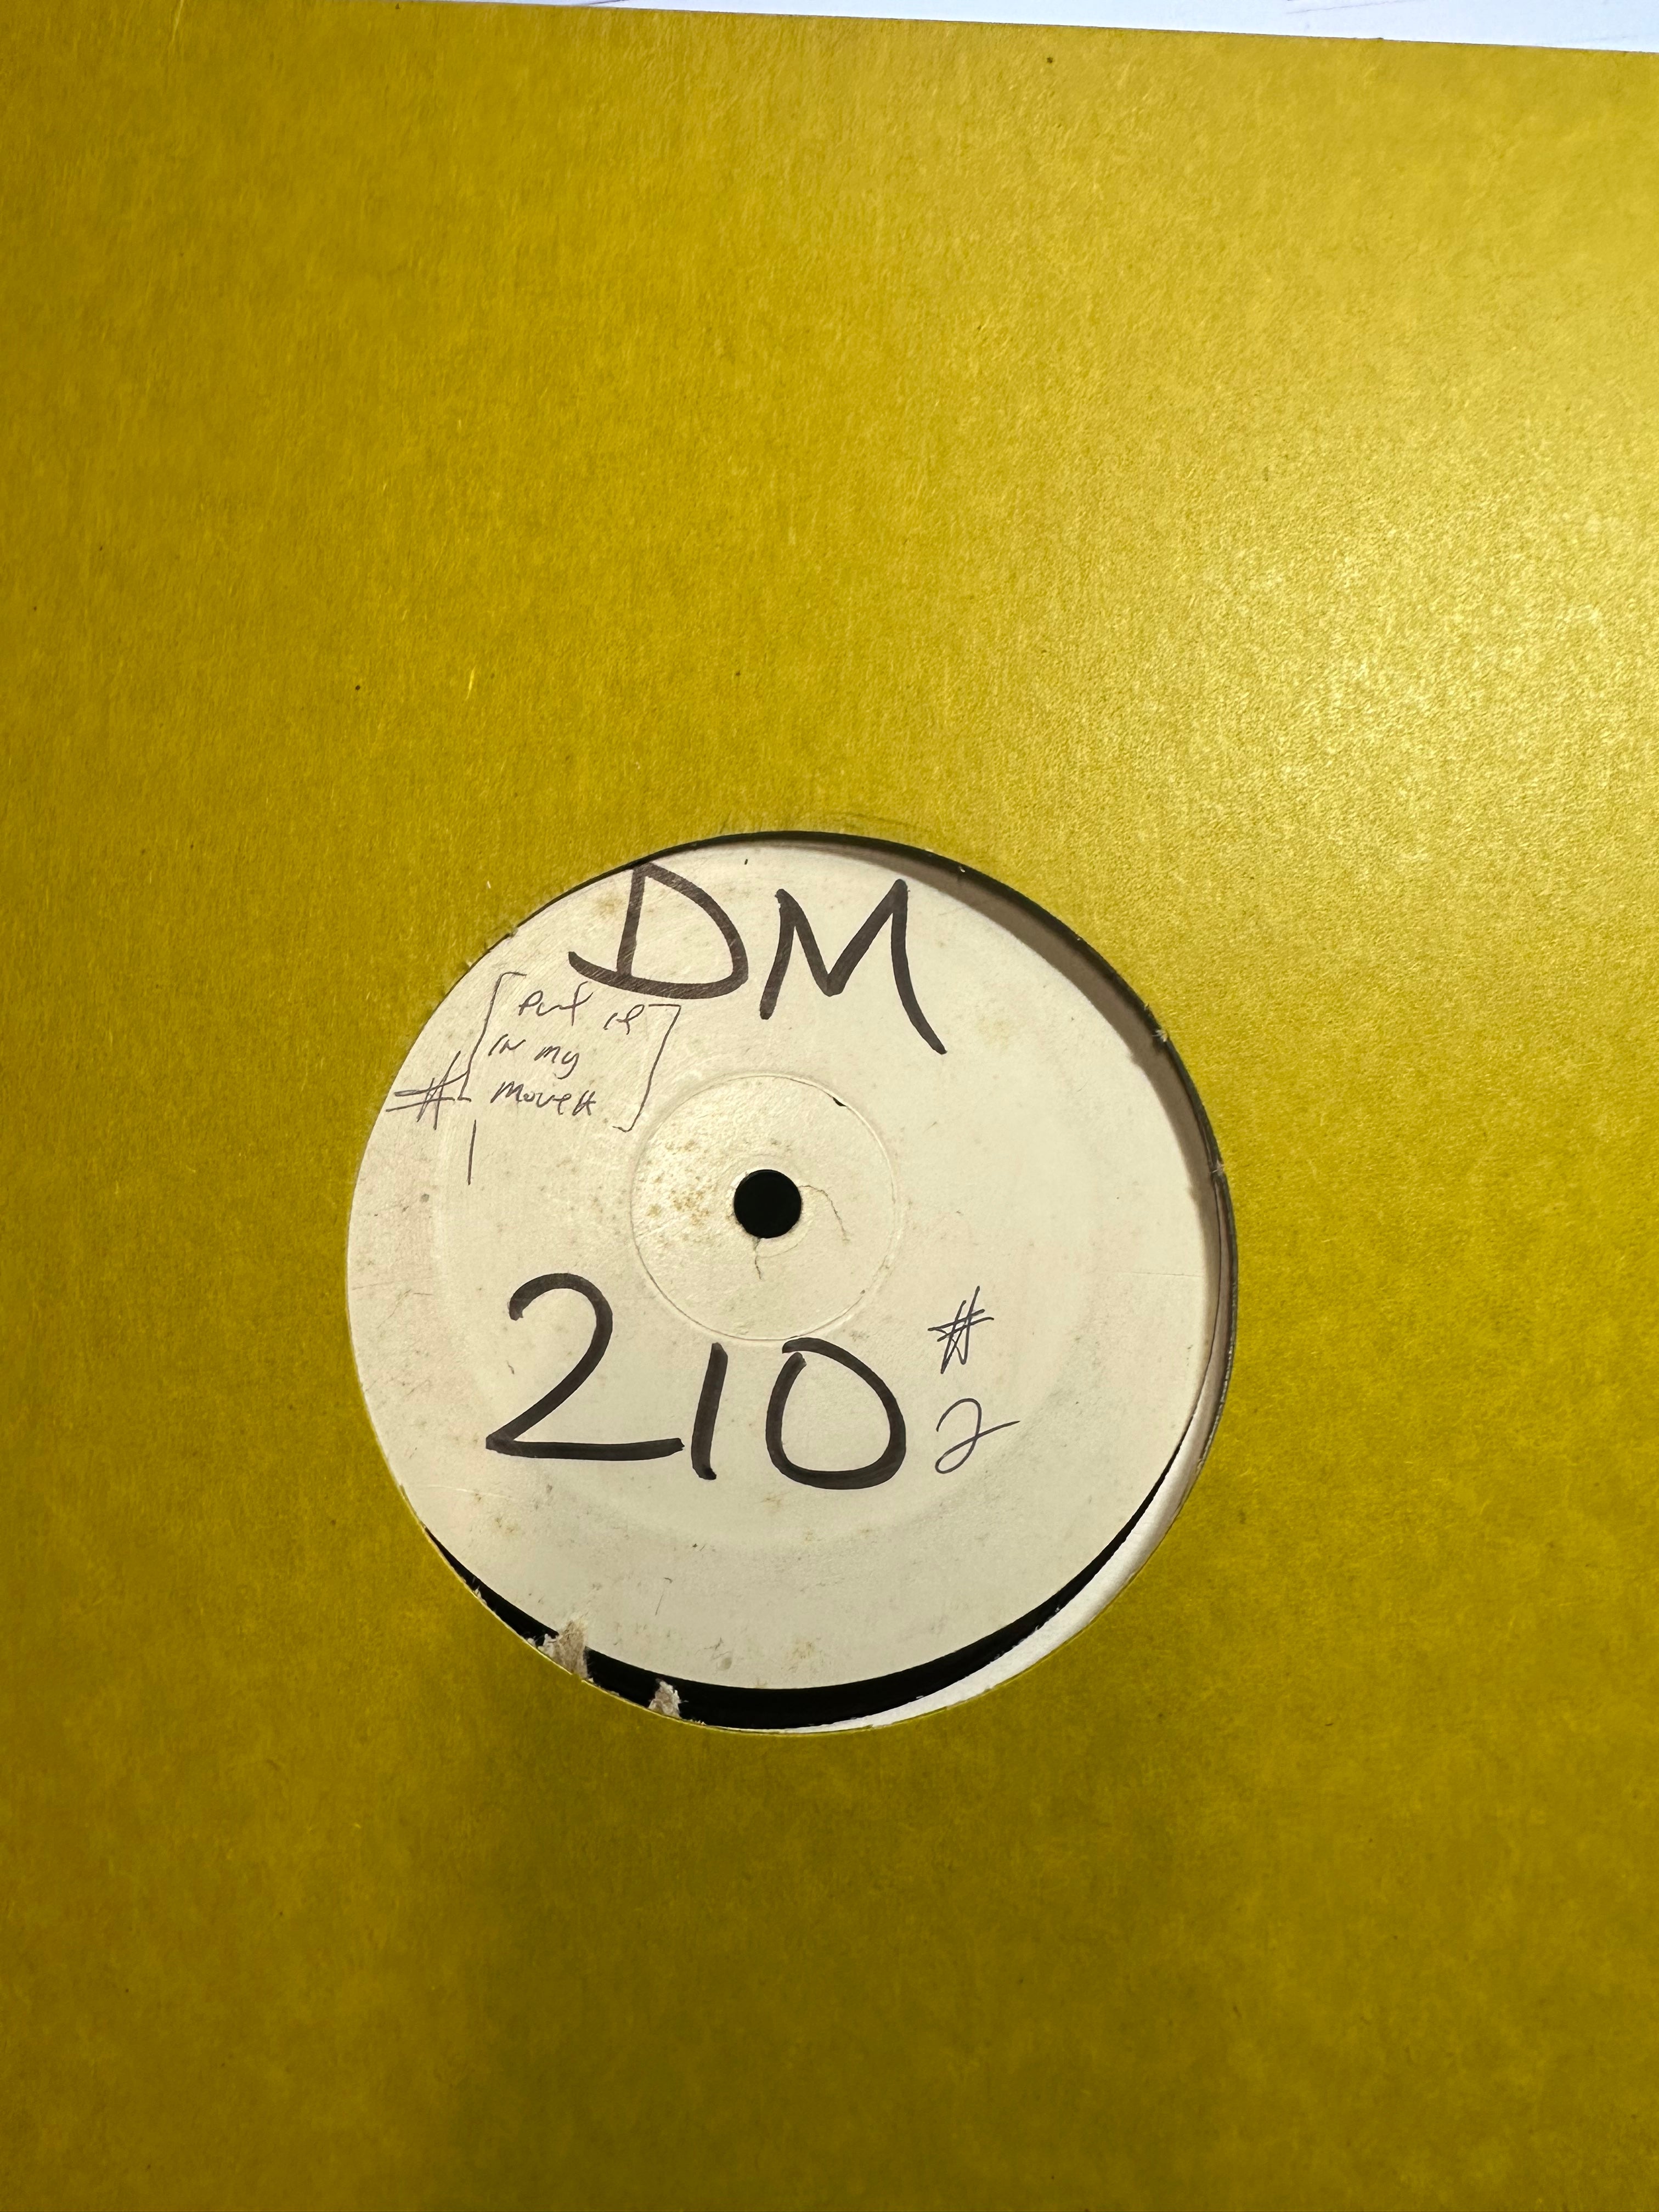 DM
[Put it
in my
mouth]
#1
210
#
2